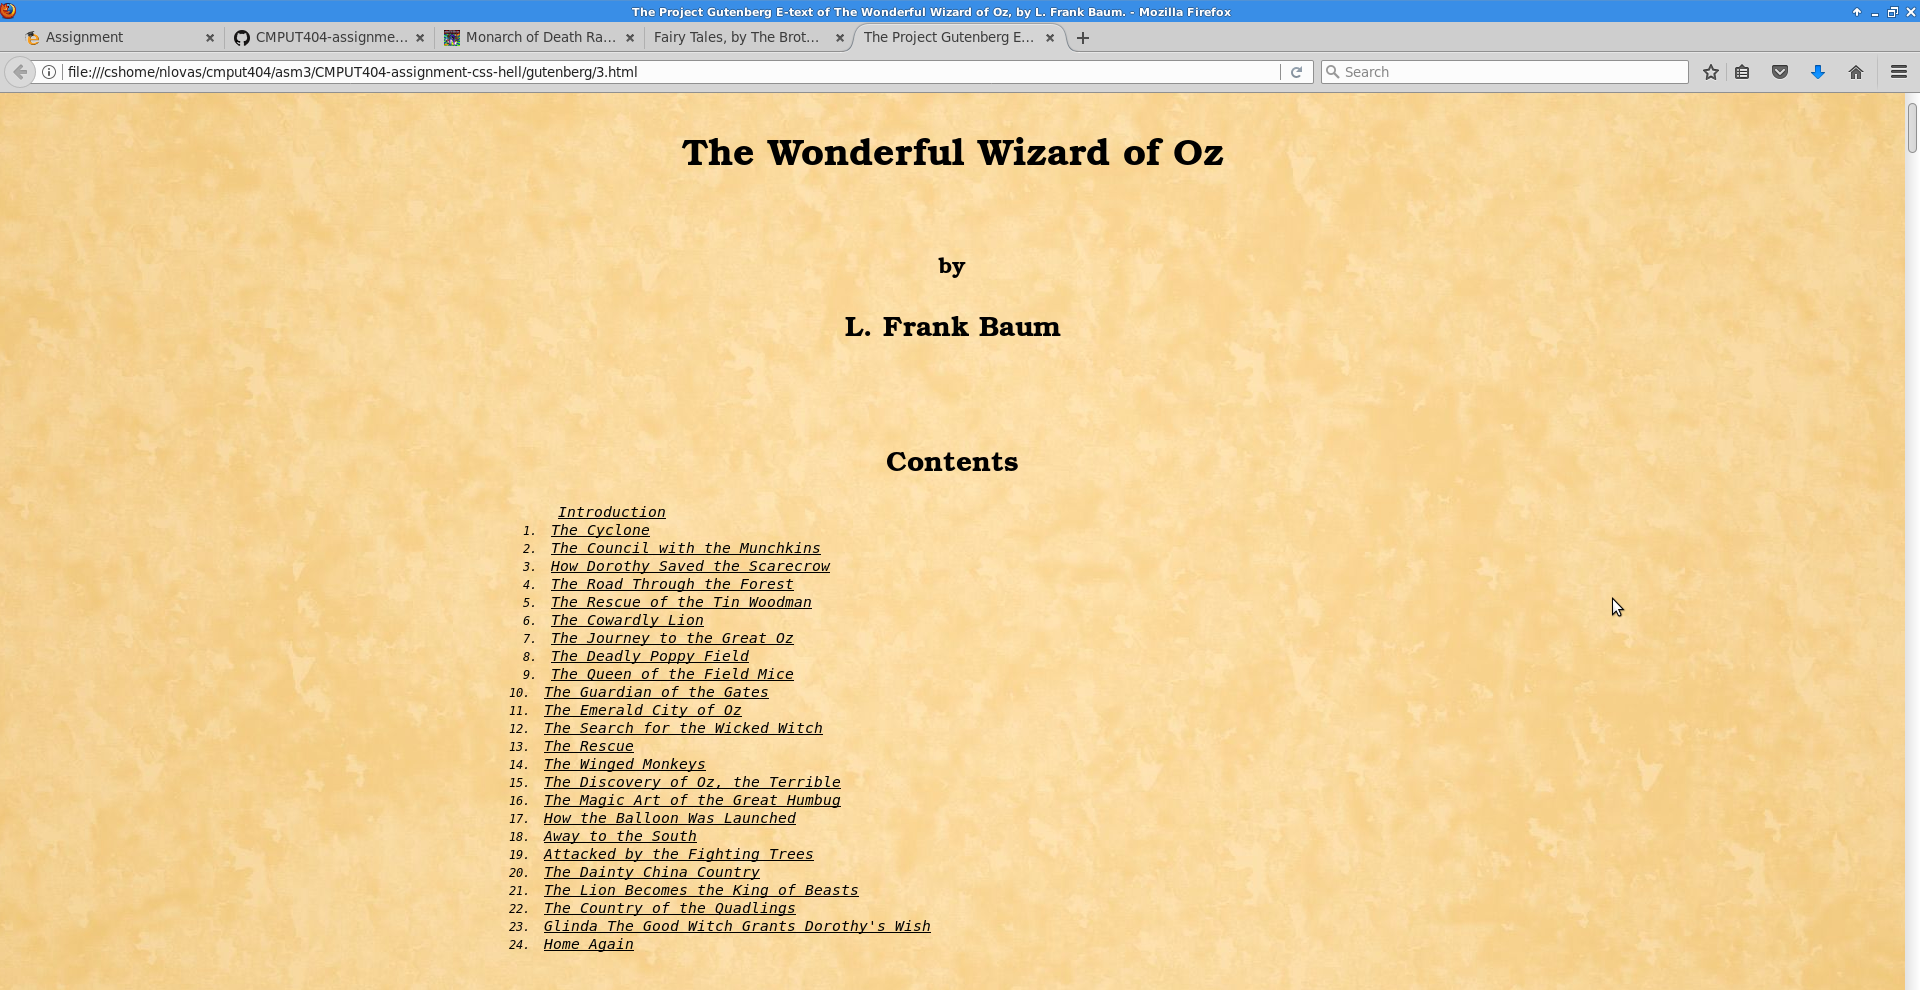 The Project Gutenberg E-text of The Wonderful Wizard of Oz, by L. Frank Baum. - Mozilla Firefox
Assignment
CMPUT404-assignme...
Monarch of Death Ra...
Fairy Tales, by The Brot...
The Project Gutenberg E...
file:///cshome/nlovas/cmput404/asm3/CMPUT404-assignment-css-hell/gutenberg/3.html
Search
The Wonderful Wizard of Oz
by
L. Frank Baum
Contents
Introduction
1. The Cyclone
2. The Council with the Munchkins
3. How Dorothy Saved the Scarecrow
4. The Road Through the Forest
5. The Rescue of the Tin Woodman
6. The Cowardly Lion
7. The Journey to the Great Oz
8. The Deadly Poppy Field
9. The Queen of the Field Mice
10. The Guardian of the Gates
11. The Emerald City of Oz
12. The Search for the Wicked Witch
13. The Rescue
14. The Winged Monkeys
15. The Discovery of Oz, the Terrible
16. The Magic Art of the Great Humbug
17. How the Balloon Was Launched
18. Away to the South
19. Attacked by the Fighting Trees
20. The Dainty China Country
21. The Lion Becomes the King of Beasts
22. The Country of the Quadlings
23. Glinda The Good Witch Grants Dorothy's Wish
24. Home Again